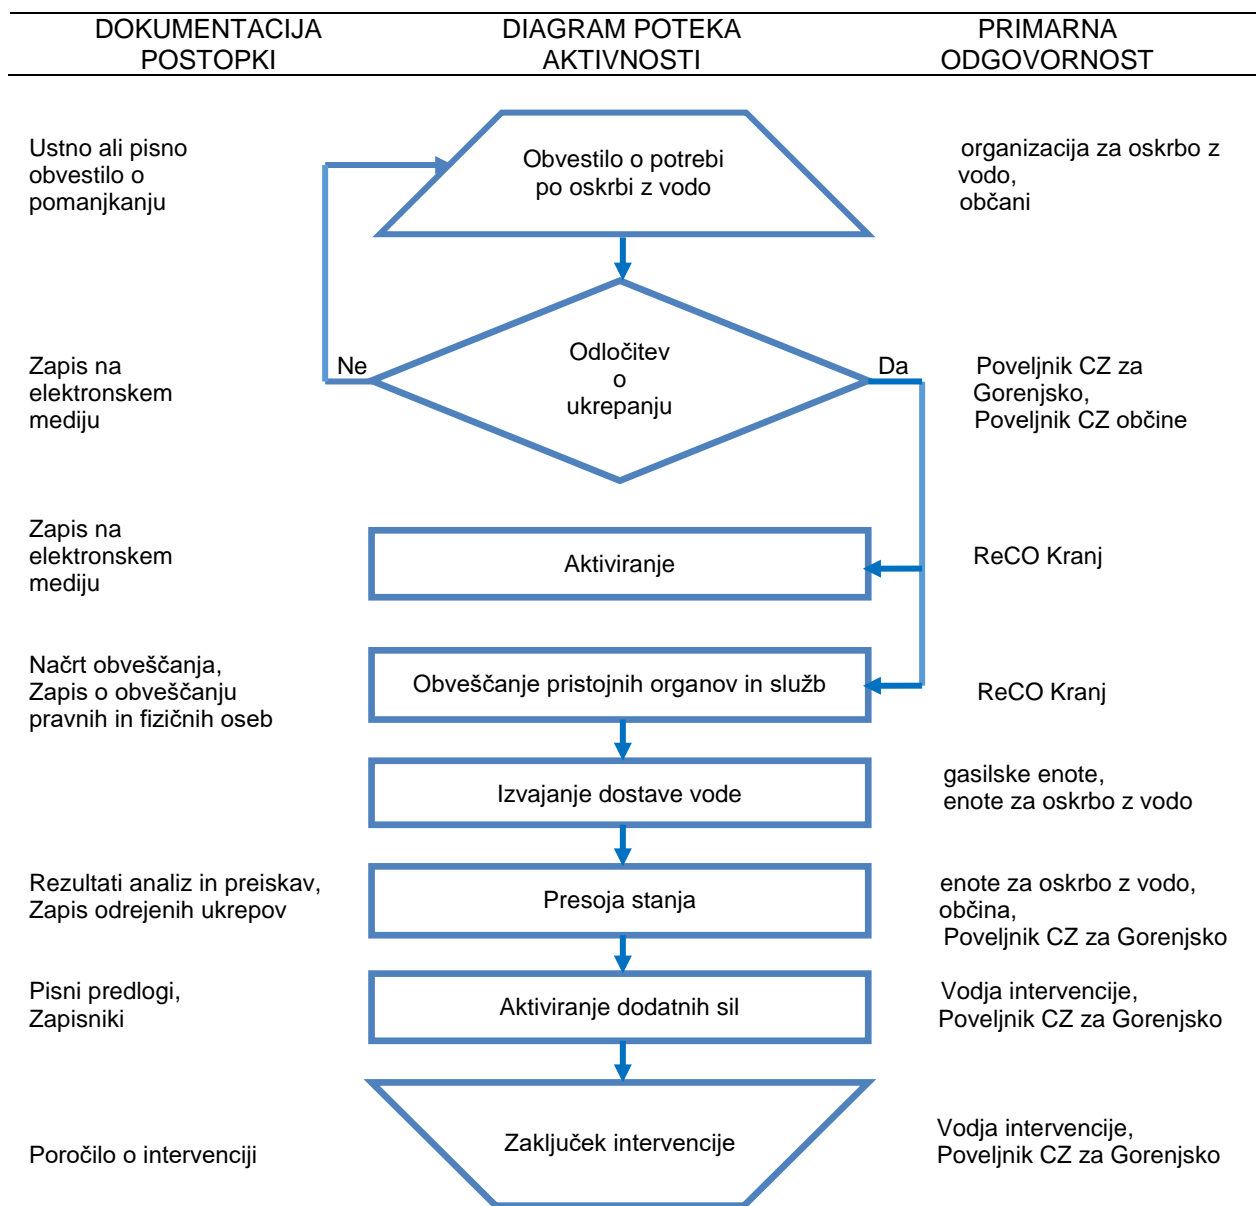 DOKUMENTACIJA
POSTOPKI
DIAGRAM POTEKA
AKTIVNOSTI
PRIMARNA
ODGOVORNOST
Ustno ali pisno
obvestilo o
pomanjkanju
Obvestilo o potrebi
po oskrbi z vodo
organizacija za oskrbo z
vodo,
občani
Zapis na
elektronskem
mediju
Ne
Odločitev
o
ukrepanju
Da
Poveljnik CZ za
Gorenjsko,
Poveljnik CZ občine
Zapis na
elektronskem
mediju
Aktiviranje
ReCO Kranj
Načrt obveščanja,
Zapis o obveščanju
pravnih in fizičnih oseb
Obveščanje pristojnih organov in služb
ReCO Kranj
Izvajanje dostave vode
gasilske enote,
enote za oskrbo z vodo
Rezultati analiz in preiskav,
Zapis odrejenih ukrepov
Presoja stanja
enote za oskrbo z vodo,
občina,
Poveljnik CZ za Gorenjsko
Pisni predlogi,
Zapisniki
Aktiviranje dodatnih sil
Vodja intervencije,
Poveljnik CZ za Gorenjsko
Poročilo o intervenciji
Zaključek intervencije
Vodja intervencije,
Poveljnik CZ za Gorenjsko